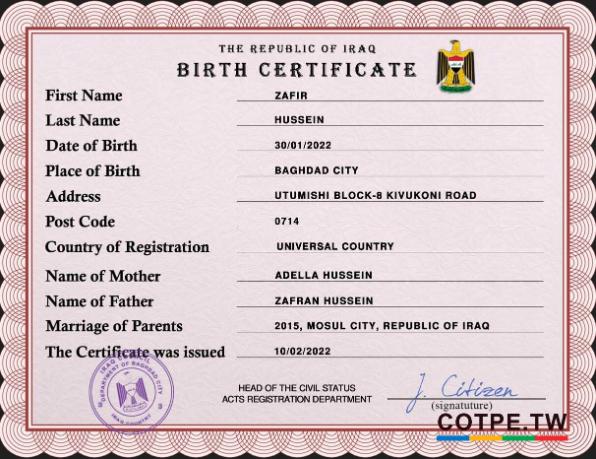 THE REPUBLIC OF IRAQ
BIRTH CERTIFICATE
First Name ZAFIR
Last Name HUSSEIN
Date of Birth 30/01/2022
Place of Birth BAGHDAD CITY
Address UTUMISHI BLOCK-8 KIVUKONI ROAD
Post Code 0714
Country of Registration UNIVERSAL COUNTRY
Name of Mother ADELLA HUSSEIN
Name of Father ZAFRAN HUSSEIN
Marriage of Parents 2015, MOSUL CITY, REPUBLIC OF IRAQ
The Certificate was issued 10/02/2022
IRAQ COUNCIL
DEPARTMENT OF BAGHDAD CITY
HEAD OF THE CIVIL STATUS
ACTS REGISTRATION DEPARTMENT
J. Citizen
(signatuture)
COTPE.TW